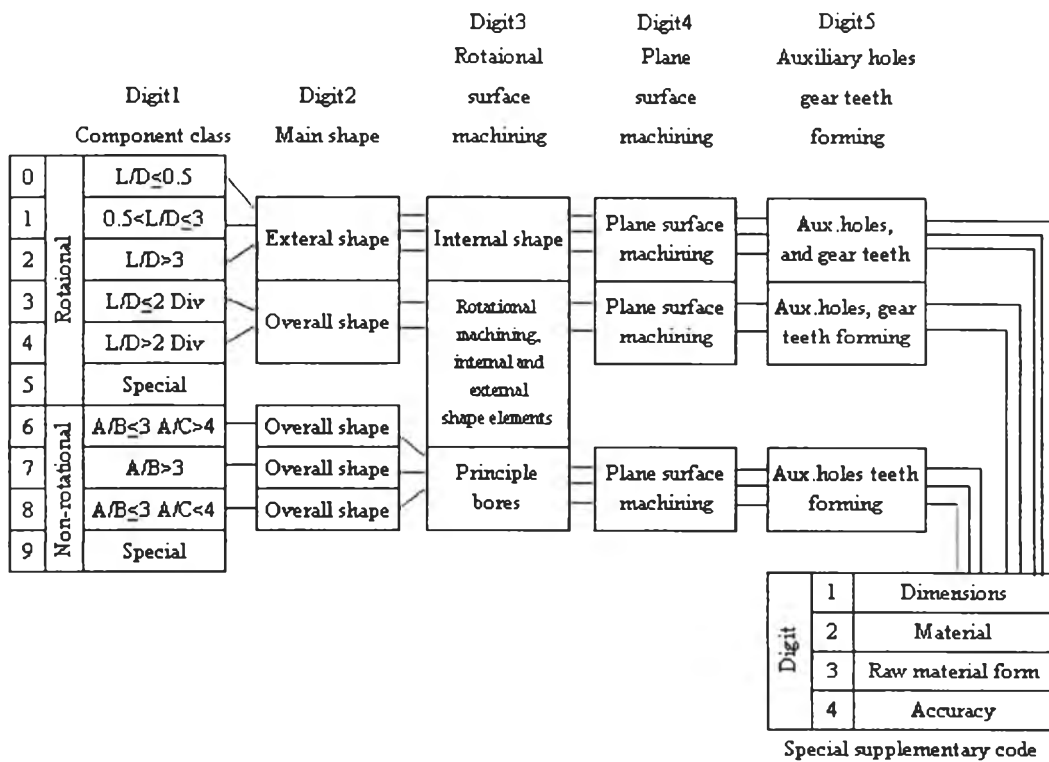 Digit1
Component class
Digit2
Main shape
Digit3
Rotaional
surface
machining
Digit4
Plane
surface
machining
Digit5
Auxiliary holes
gear teeth
forming
Rotaional
0 L/D≤0.5
1 0.5<L/D≤3
2 L/D>3
3 L/D≤2 Div
4 L/D>2 Div
5 Special
Non-rotational
6 A/B≤3 A/C>4
7 A/B>3
8 A/B≤3 A/C<4
9 Special
Exteral shape
Overall shape
Overall shape
Overall shape
Overall shape
Internal shape
Rotational
machining,
internal and
external
shape elements
Principle
bores
Plane surface
machining
Plane surface
machining
Plane surface
machining
Aux.holes,
and gear teeth
Aux.holes, gear
teeth forming
Aux.holes teeth
forming
Digit
1 Dimensions
2 Material
3 Raw material form
4 Accuracy
Special supplementary code